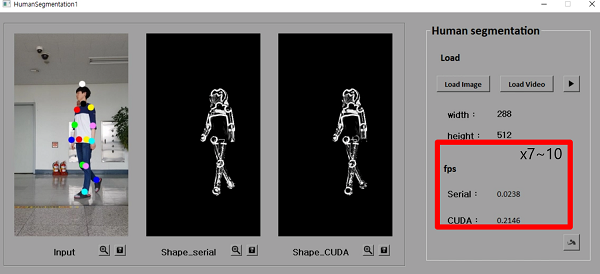 HumanSegmentation1
Human segmentation
Load
Load Image
Load Video
width : 288
height : 512
x7~10
fps
Serial : 0.0238
CUDA : 0.2146
Input
Shape_serial
Shape_CUDA